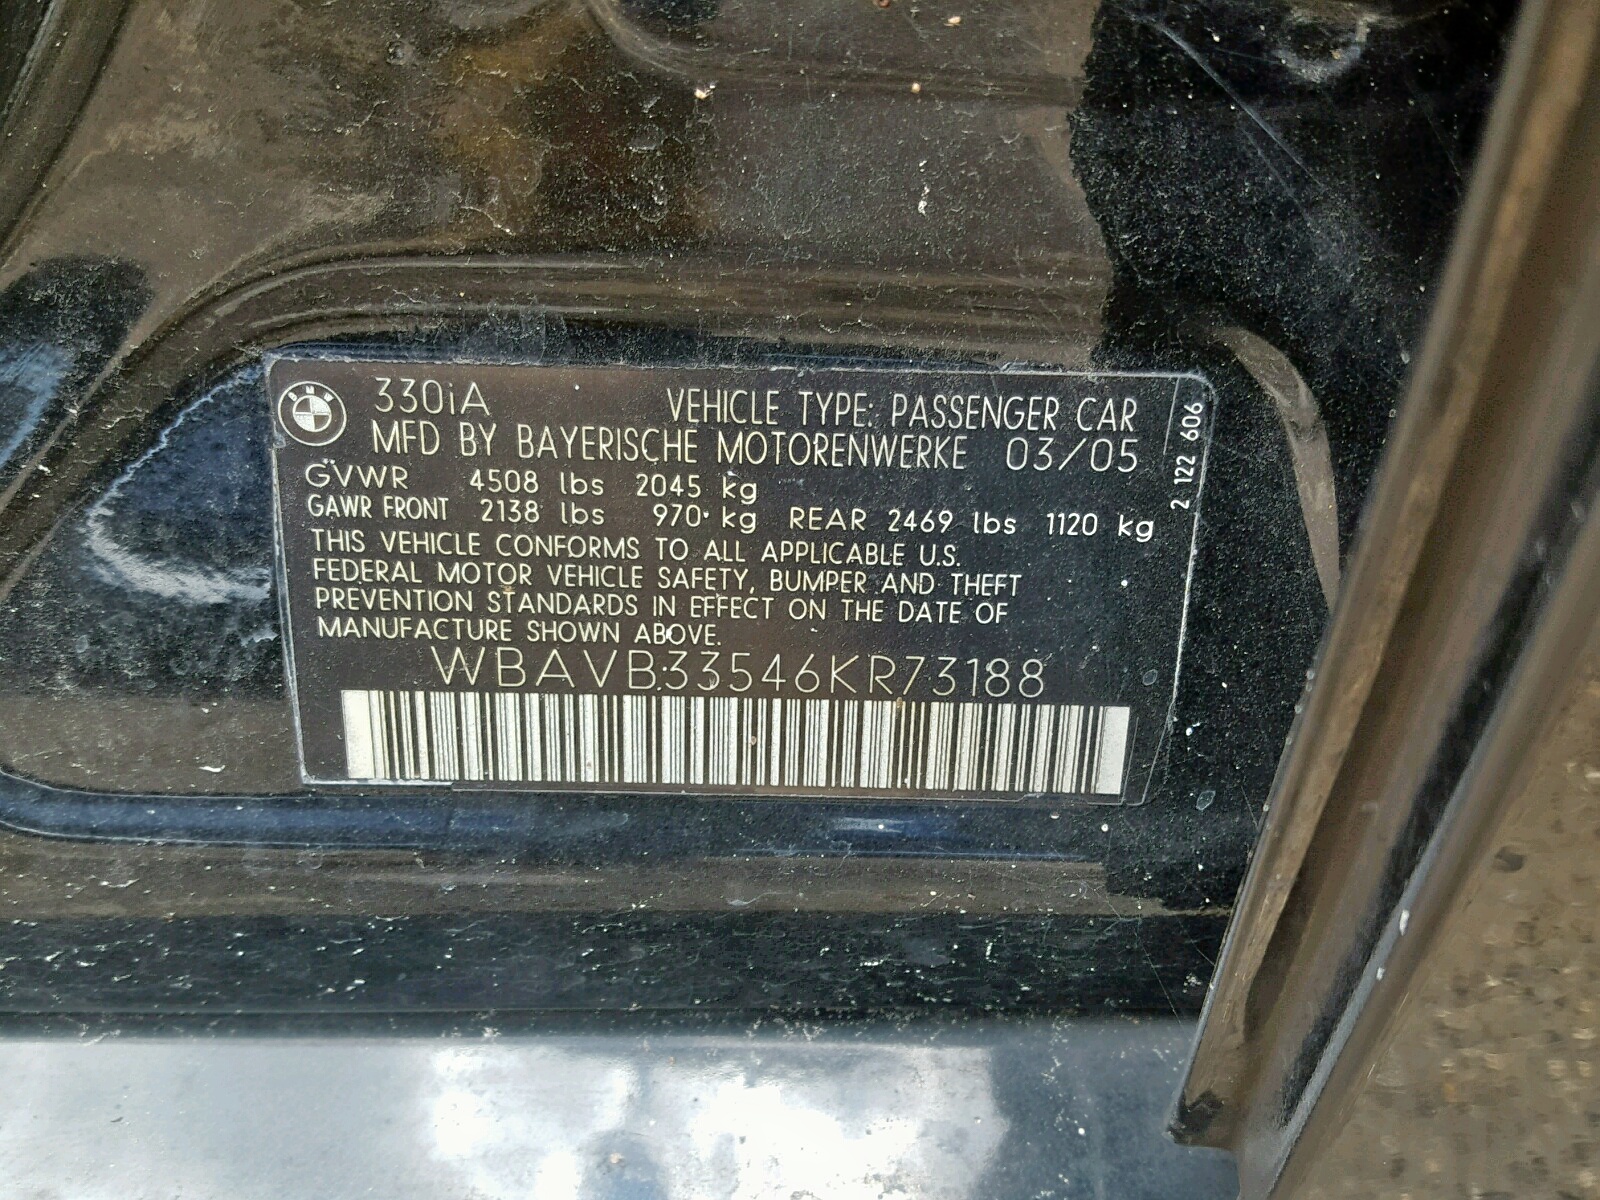 BMW
330iA VEHICLE TYPE: PASSENGER CAR
MFD BY BAYERISCHE MOTORENWERKE 03/05
GVWR 4508 lbs 2045 kg
GAWR FRONT 2138 lbs 970 kg REAR 2469 lbs 1120 kg
THIS VEHICLE CONFORMS TO ALL APPLICABLE U.S.
FEDERAL MOTOR VEHICLE SAFETY, BUMPER AND THEFT
PREVENTION STANDARDS IN EFFECT ON THE DATE OF
MANUFACTURE SHOWN ABOVE.
WBAVB33546KR73188
2 122 606